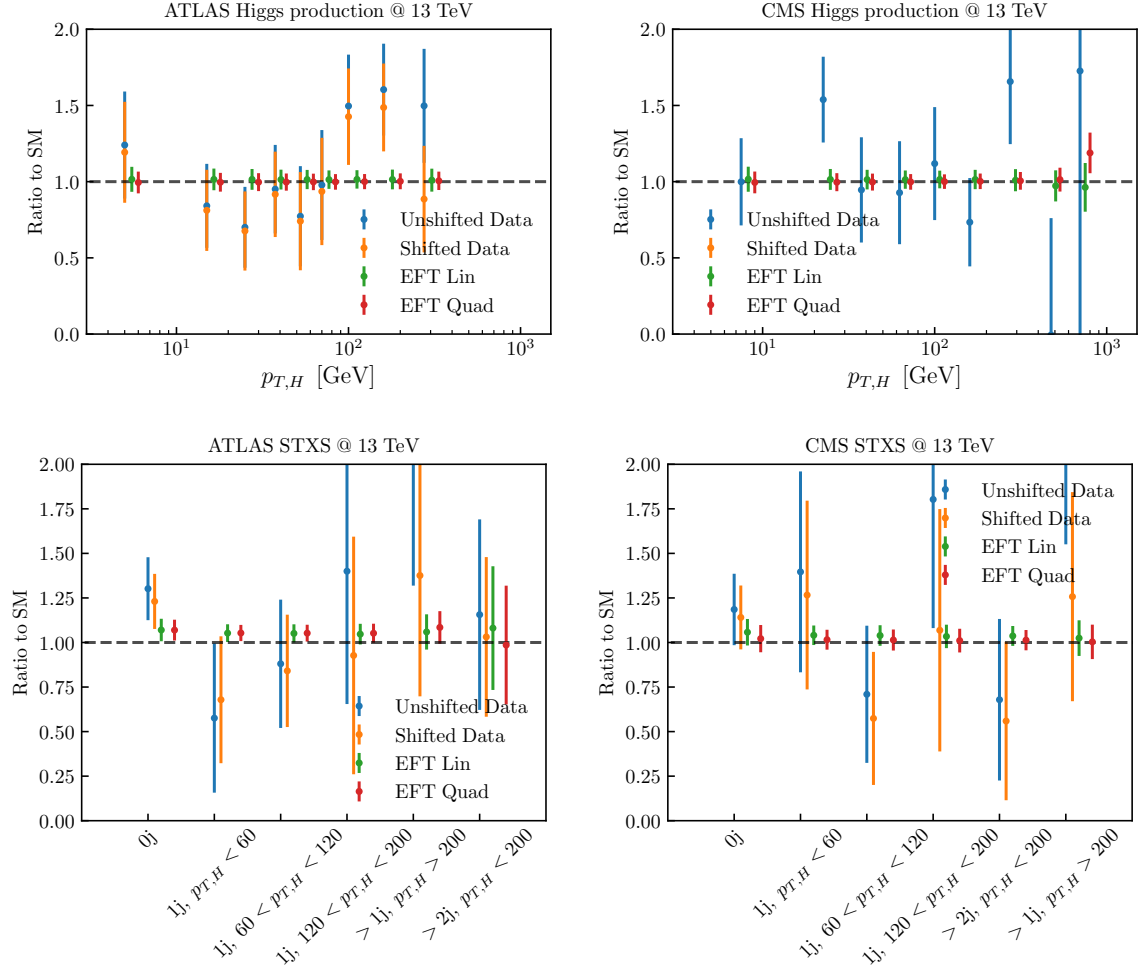 ATLAS Higgs production @ 13 TeV
2.0
1.5
1.0
0.5
0.0
Ratio to SM
Unshifted Data
Shifted Data
EFT Lin
EFT Quad
10^1
10^2
10^3
p_{T,H} [GeV]
CMS Higgs production @ 13 TeV
2.0
1.5
1.0
0.5
0.0
Ratio to SM
Unshifted Data
Shifted Data
EFT Lin
EFT Quad
10^1
10^2
10^3
p_{T,H} [GeV]
ATLAS STXS @ 13 TeV
2.00
1.75
1.50
1.25
1.00
0.75
0.50
0.25
0.00
Ratio to SM
Unshifted Data
Shifted Data
EFT Lin
EFT Quad
0j
1j, p_{T,H} < 60
1j, 60 < p_{T,H} < 120
1j, 120 < p_{T,H} < 200
> 1j, p_{T,H} > 200
> 2j, p_{T,H} < 200
CMS STXS @ 13 TeV
2.00
1.75
1.50
1.25
1.00
0.75
0.50
0.25
0.00
Ratio to SM
Unshifted Data
Shifted Data
EFT Lin
EFT Quad
0j
1j, p_{T,H} < 60
1j, 60 < p_{T,H} < 120
1j, 120 < p_{T,H} < 200
> 2j, p_{T,H} < 200
> 1j, p_{T,H} > 200